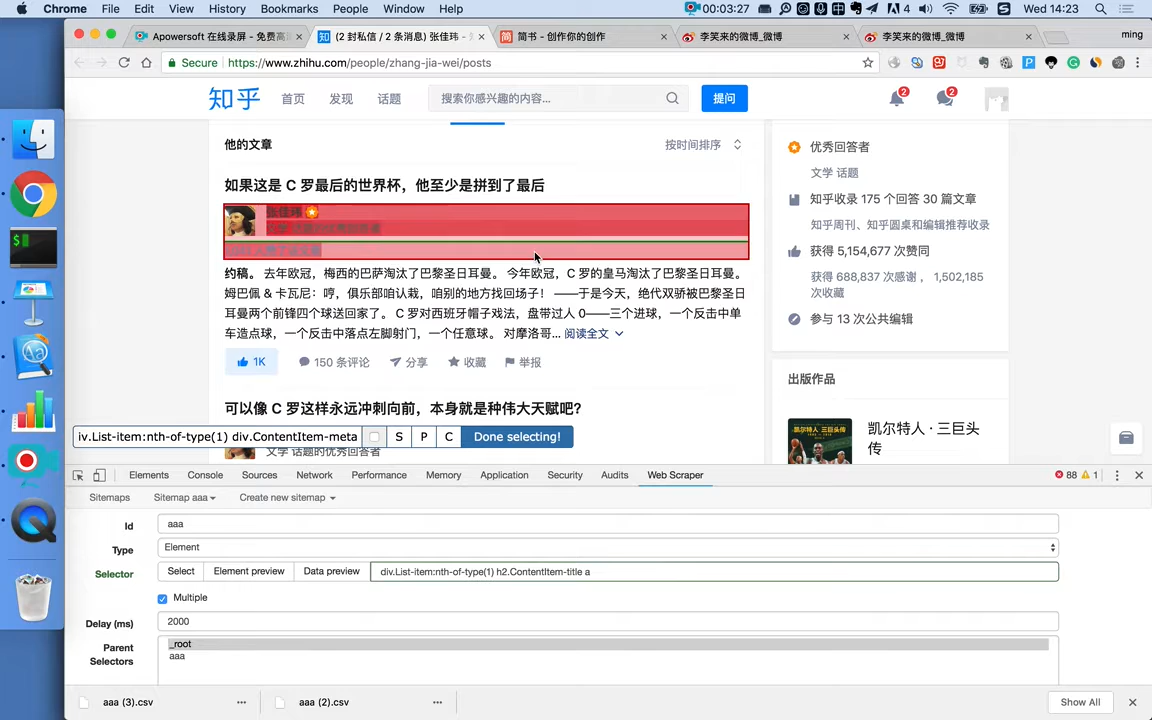 Chrome File Edit View History Bookmarks People Window Help 00:03:27 4 Wed 14:23
Apowersoft 在线录屏 - 免费高 (2 封私信 / 2 条消息) 张佳玮 - 简书 - 创作你的创作 李笑来的微博_微博 李笑来的微博_微博 ming
Secure https://www.zhihu.com/people/zhang-jia-wei/posts
知乎 首页 发现 话题 搜索你感兴趣的内容... 提问 2 2
他的文章 按时间排序
如果这是 C 罗最后的世界杯，他至少是拼到了最后
张佳玮
文学 话题的优秀回答者
约稿。 去年欧冠，梅西的巴萨淘汰了巴黎圣日耳曼。 今年欧冠，C 罗的皇马淘汰了巴黎圣日耳曼。
姆巴佩 & 卡瓦尼：哼，俱乐部咱认栽，咱别的地方找回场子！ ——于是今天，绝代双骄被巴黎圣日
耳曼两个前锋四个球送回家了。 C 罗对西班牙帽子戏法，盘带过人 0——三个进球，一个反击中单
车造点球，一个反击中落点左脚射门，一个任意球。 对摩洛哥... 阅读全文
1K 150 条评论 分享 收藏 举报
可以像 C 罗这样永远冲刺向前，本身就是种伟大天赋吧?
文学 话题的优秀回答者
优秀回答者
文学 话题
知乎收录 175 个回答 30 篇文章
知乎周刊、知乎圆桌和编辑推荐收录
获得 5,154,677 次赞同
获得 688,837 次感谢 ， 1,502,185
次收藏
参与 13 次公共编辑
出版作品
凯尔特人 · 三巨头
传
iv.List-item:nth-of-type(1) div.ContentItem-meta S P C Done selecting!
Elements Console Sources Network Performance Memory Application Security Audits Web Scraper 88 1
Sitemaps Sitemap aaa Create new sitemap
Id aaa
Type Element
Selector Select Element preview Data preview div.List-item:nth-of-type(1) h2.ContentItem-title a
Multiple
Delay (ms) 2000
Parent Selectors _root
aaa
aaa (3).csv aaa (2).csv Show All